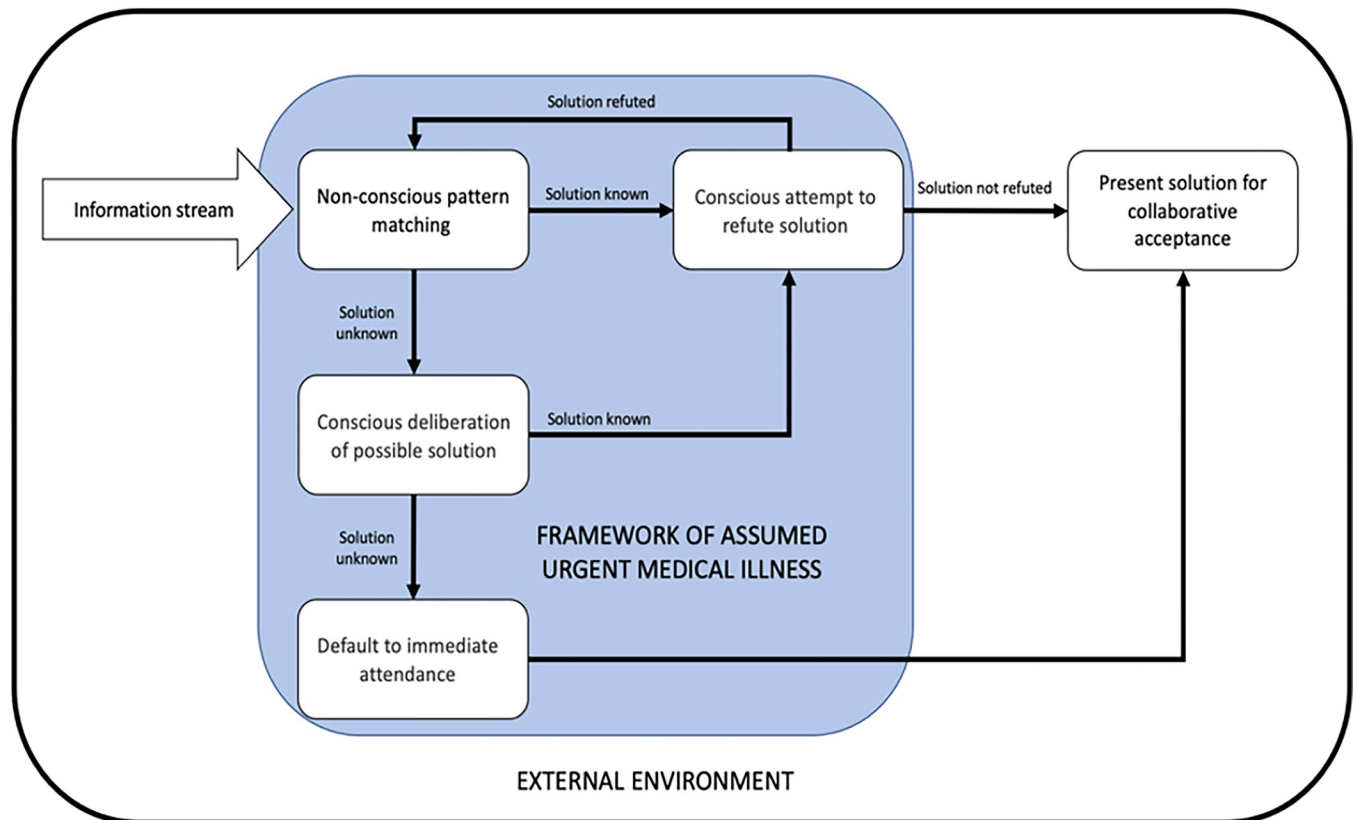 Solution refuted
Information stream
Non-conscious pattern
matching
Solution known
Conscious attempt to
refute solution
Solution not refuted
Present solution for
collaborative
acceptance
Solution
unknown
Conscious deliberation
of possible solution
Solution known
Solution
unknown
FRAMEWORK OF ASSUMED
URGENT MEDICAL ILLNESS
Default to immediate
attendance
EXTERNAL ENVIRONMENT